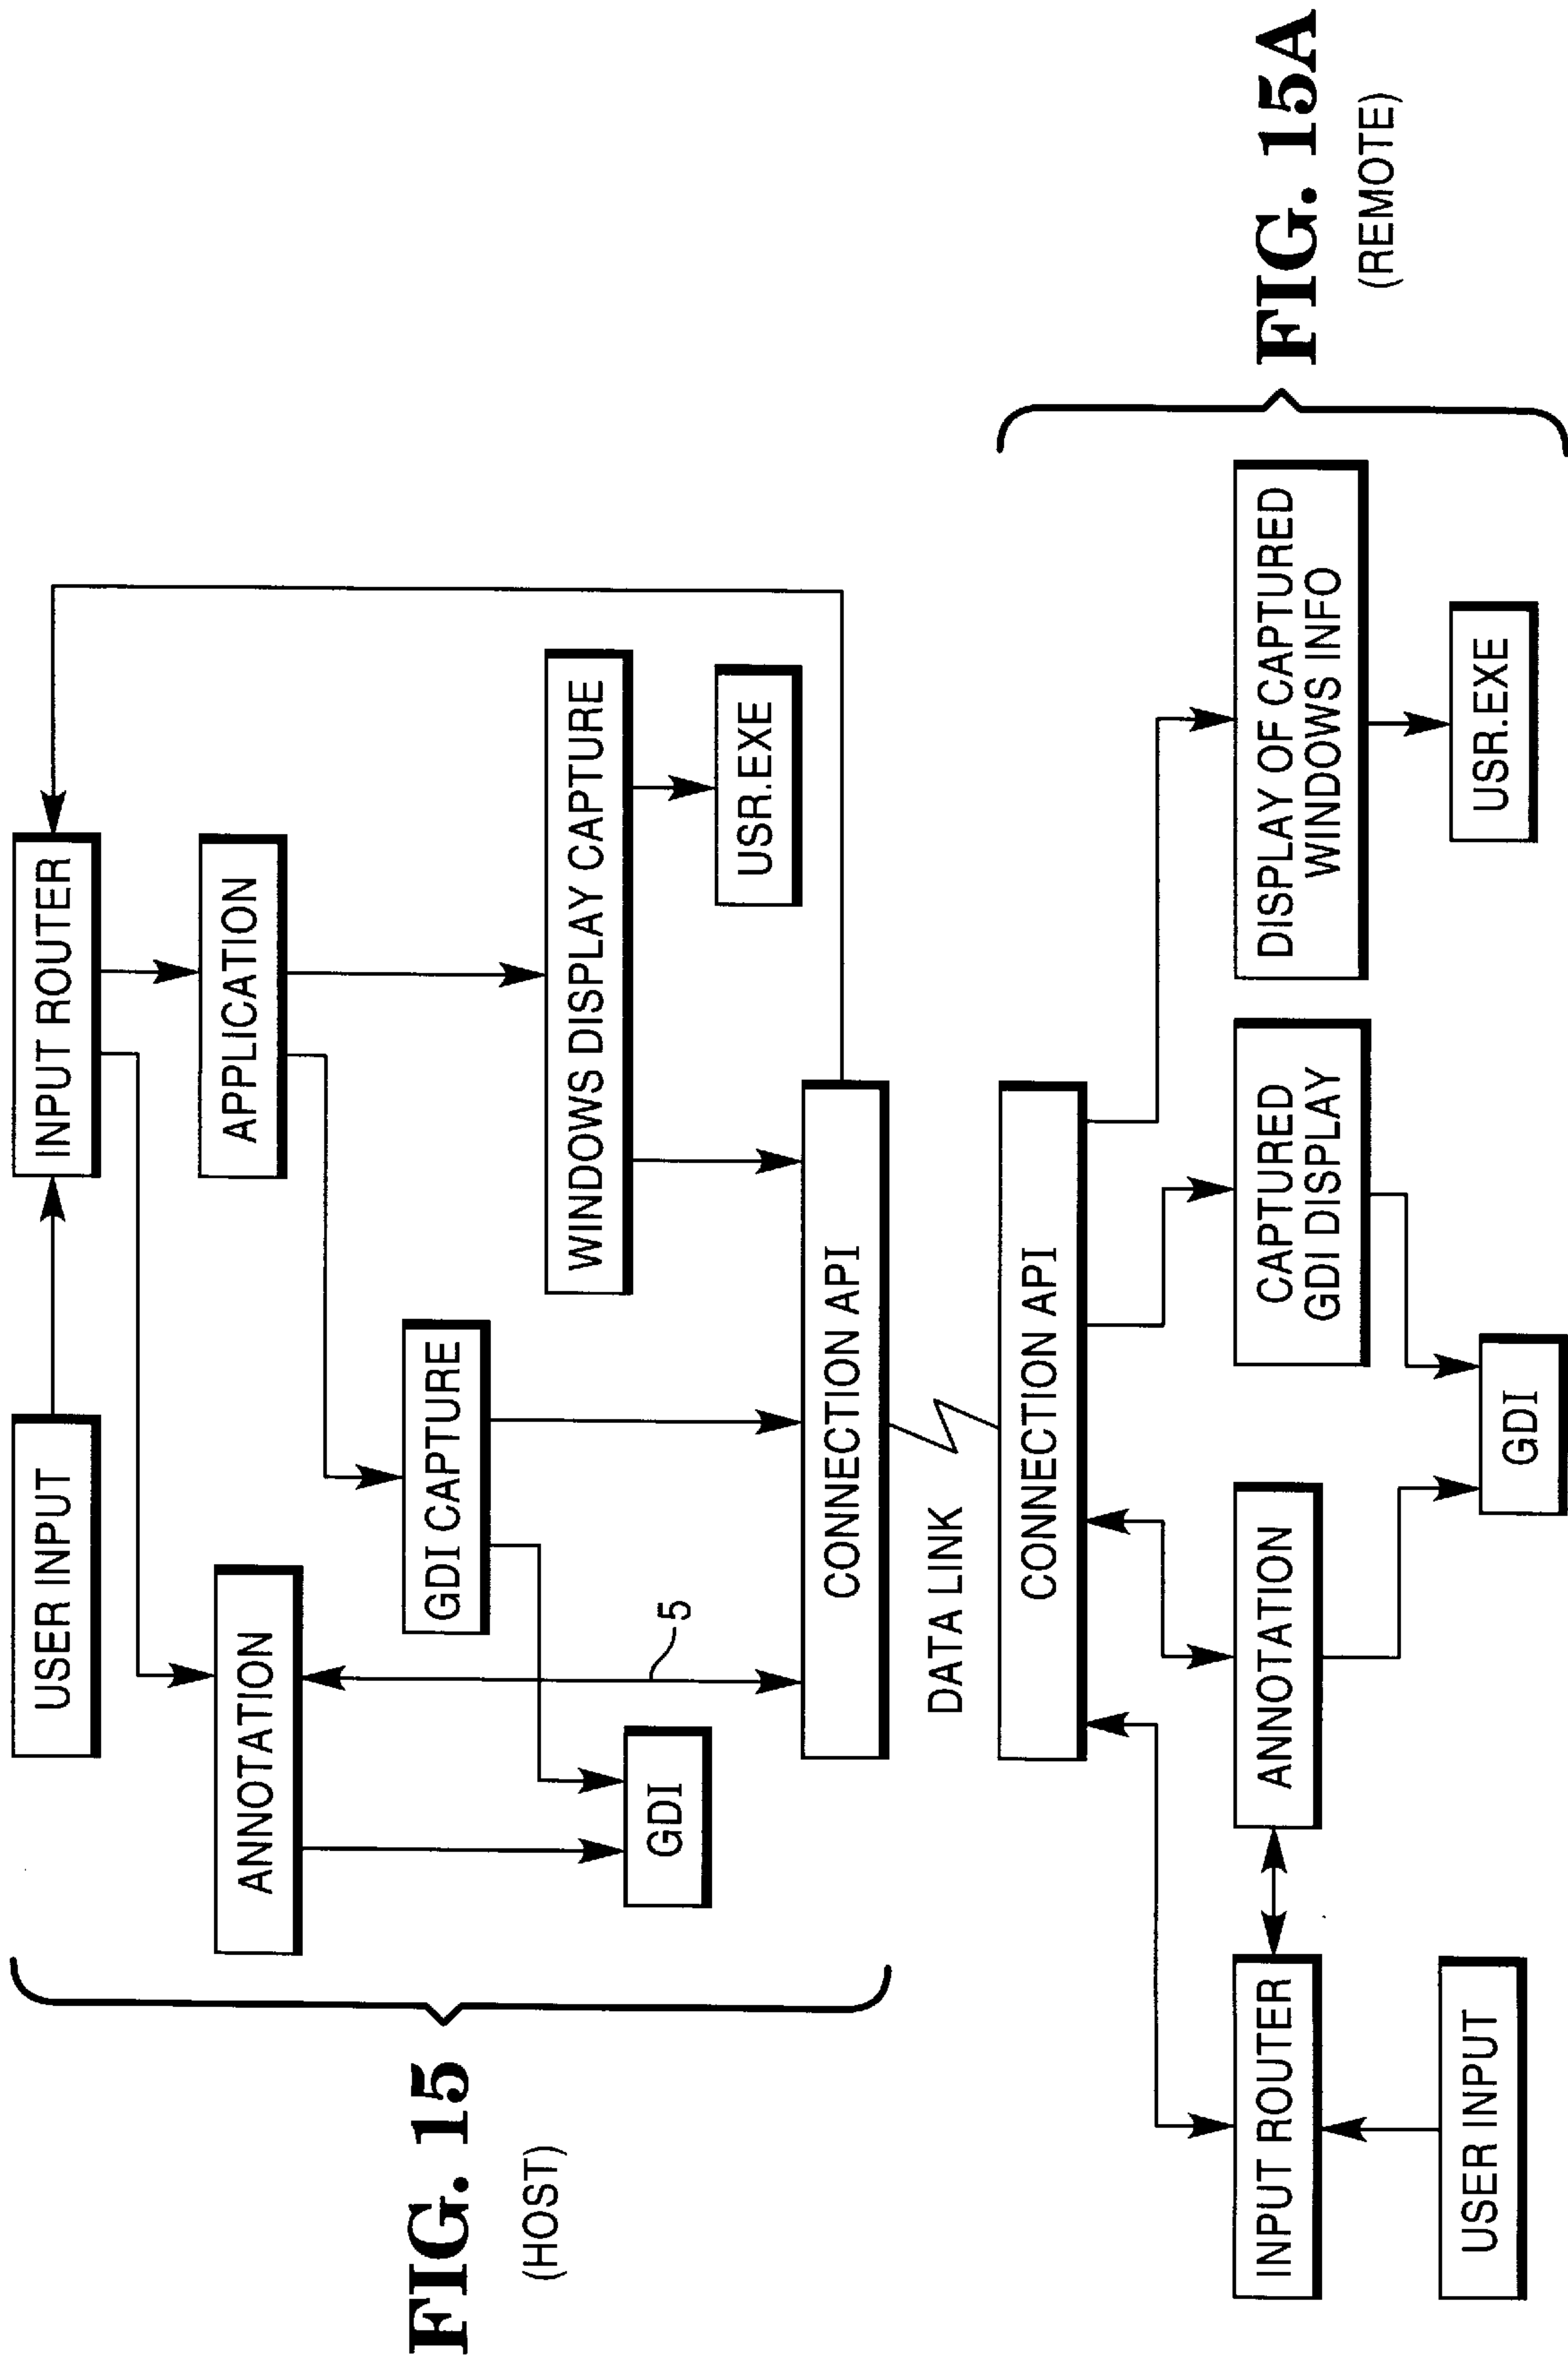 FIG. 15
(HOST)
USER INPUT
INPUT ROUTER
ANNOTATION
APPLICATION
GDI CAPTURE
WINDOWS DISPLAY CAPTURE
GDI
5
USR.EXE
CONNECTION API
DATA LINK
CONNECTION API
INPUT ROUTER
ANNOTATION
CAPTURED
GDI DISPLAY
DISPLAY OF CAPTURED
WINDOWS INFO
USER INPUT
GDI
USR.EXE
FIG. 15A
(REMOTE)